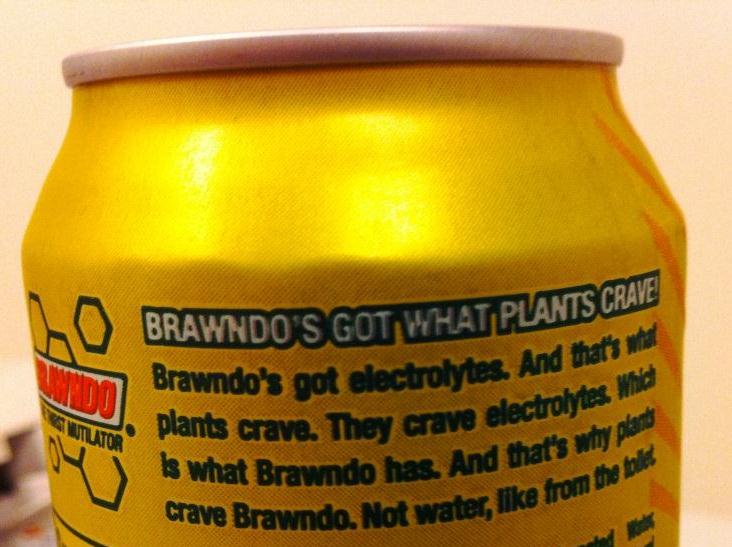 BRAWNDO'S GOT WHAT PLANTS CRAVE!
Brawndo's got electrolytes. And that's what
plants crave. They crave electrolytes. Which
is what Brawndo has. And that's why plants
crave Brawndo. Not water, like from the toilet.
BRAWNDO
THIRST MUTILATOR
Water,